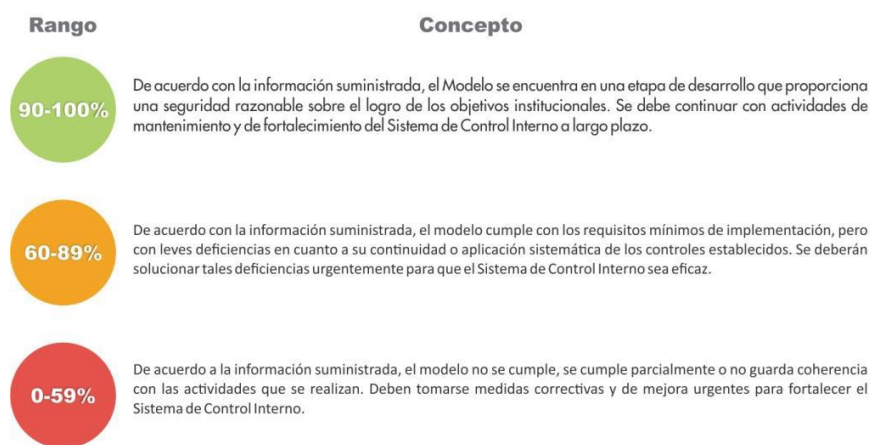 Rango Concepto
90-100%
De acuerdo con la información suministrada, el Modelo se encuentra en una etapa de desarrollo que proporciona
una seguridad razonable sobre el logro de los objetivos institucionales. Se debe continuar con actividades de
mantenimiento y de fortalecimiento del Sistema de Control Interno a largo plazo.
60-89%
De acuerdo con la información suministrada, el modelo cumple con los requisitos mínimos de implementación, pero
con leves deficiencias en cuanto a su continuidad o aplicación sistemática de los controles establecidos. Se deberán
solucionar tales deficiencias urgentemente para que el Sistema de Control Interno sea eficaz.
0-59%
De acuerdo a la información suministrada, el modelo no se cumple, se cumple parcialmente o no guarda coherencia
con las actividades que se realizan. Deben tomarse medidas correctivas y de mejora urgentes para fortalecer el
Sistema de Control Interno.